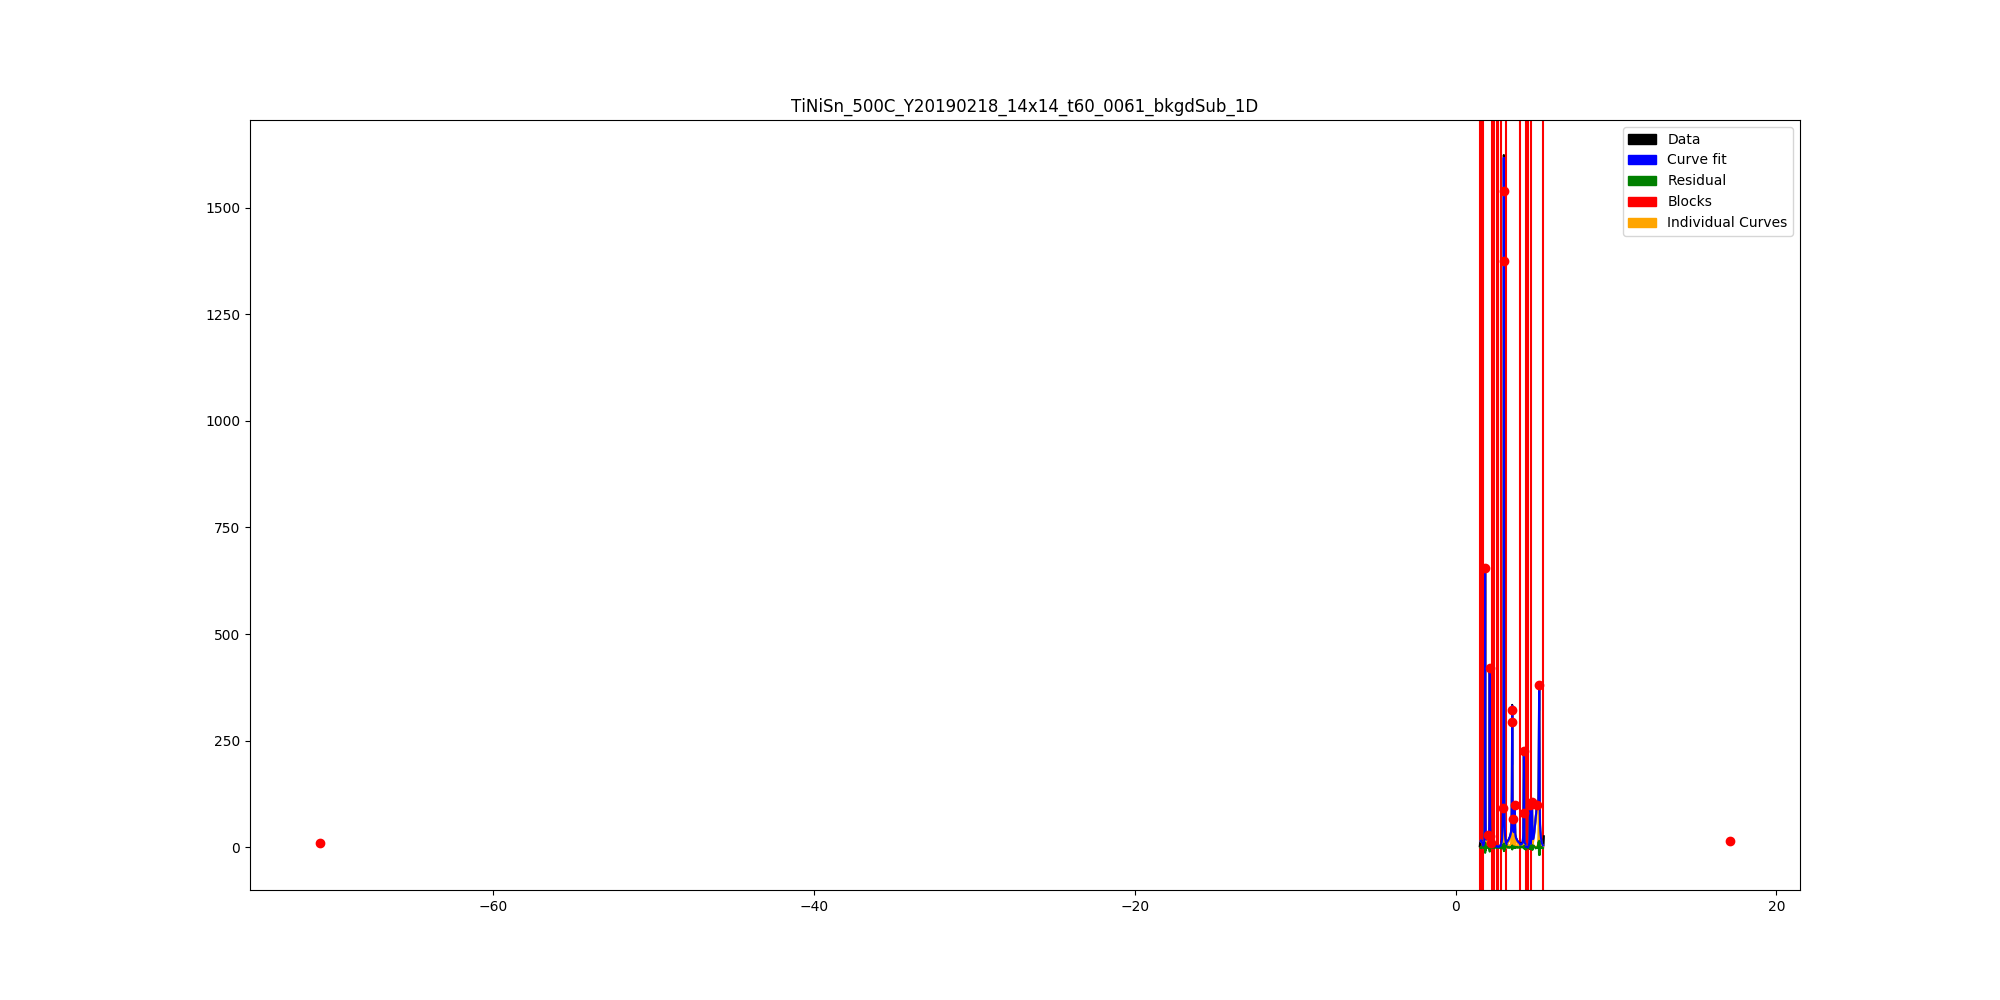 TiNiSn_500C_Y20190218_14x14_t60_0061_bkgdSub_1D
Data
Curve fit
Residual
Blocks
Individual Curves
1500
1250
1000
750
500
250
0
−60
−40
−20
0
20